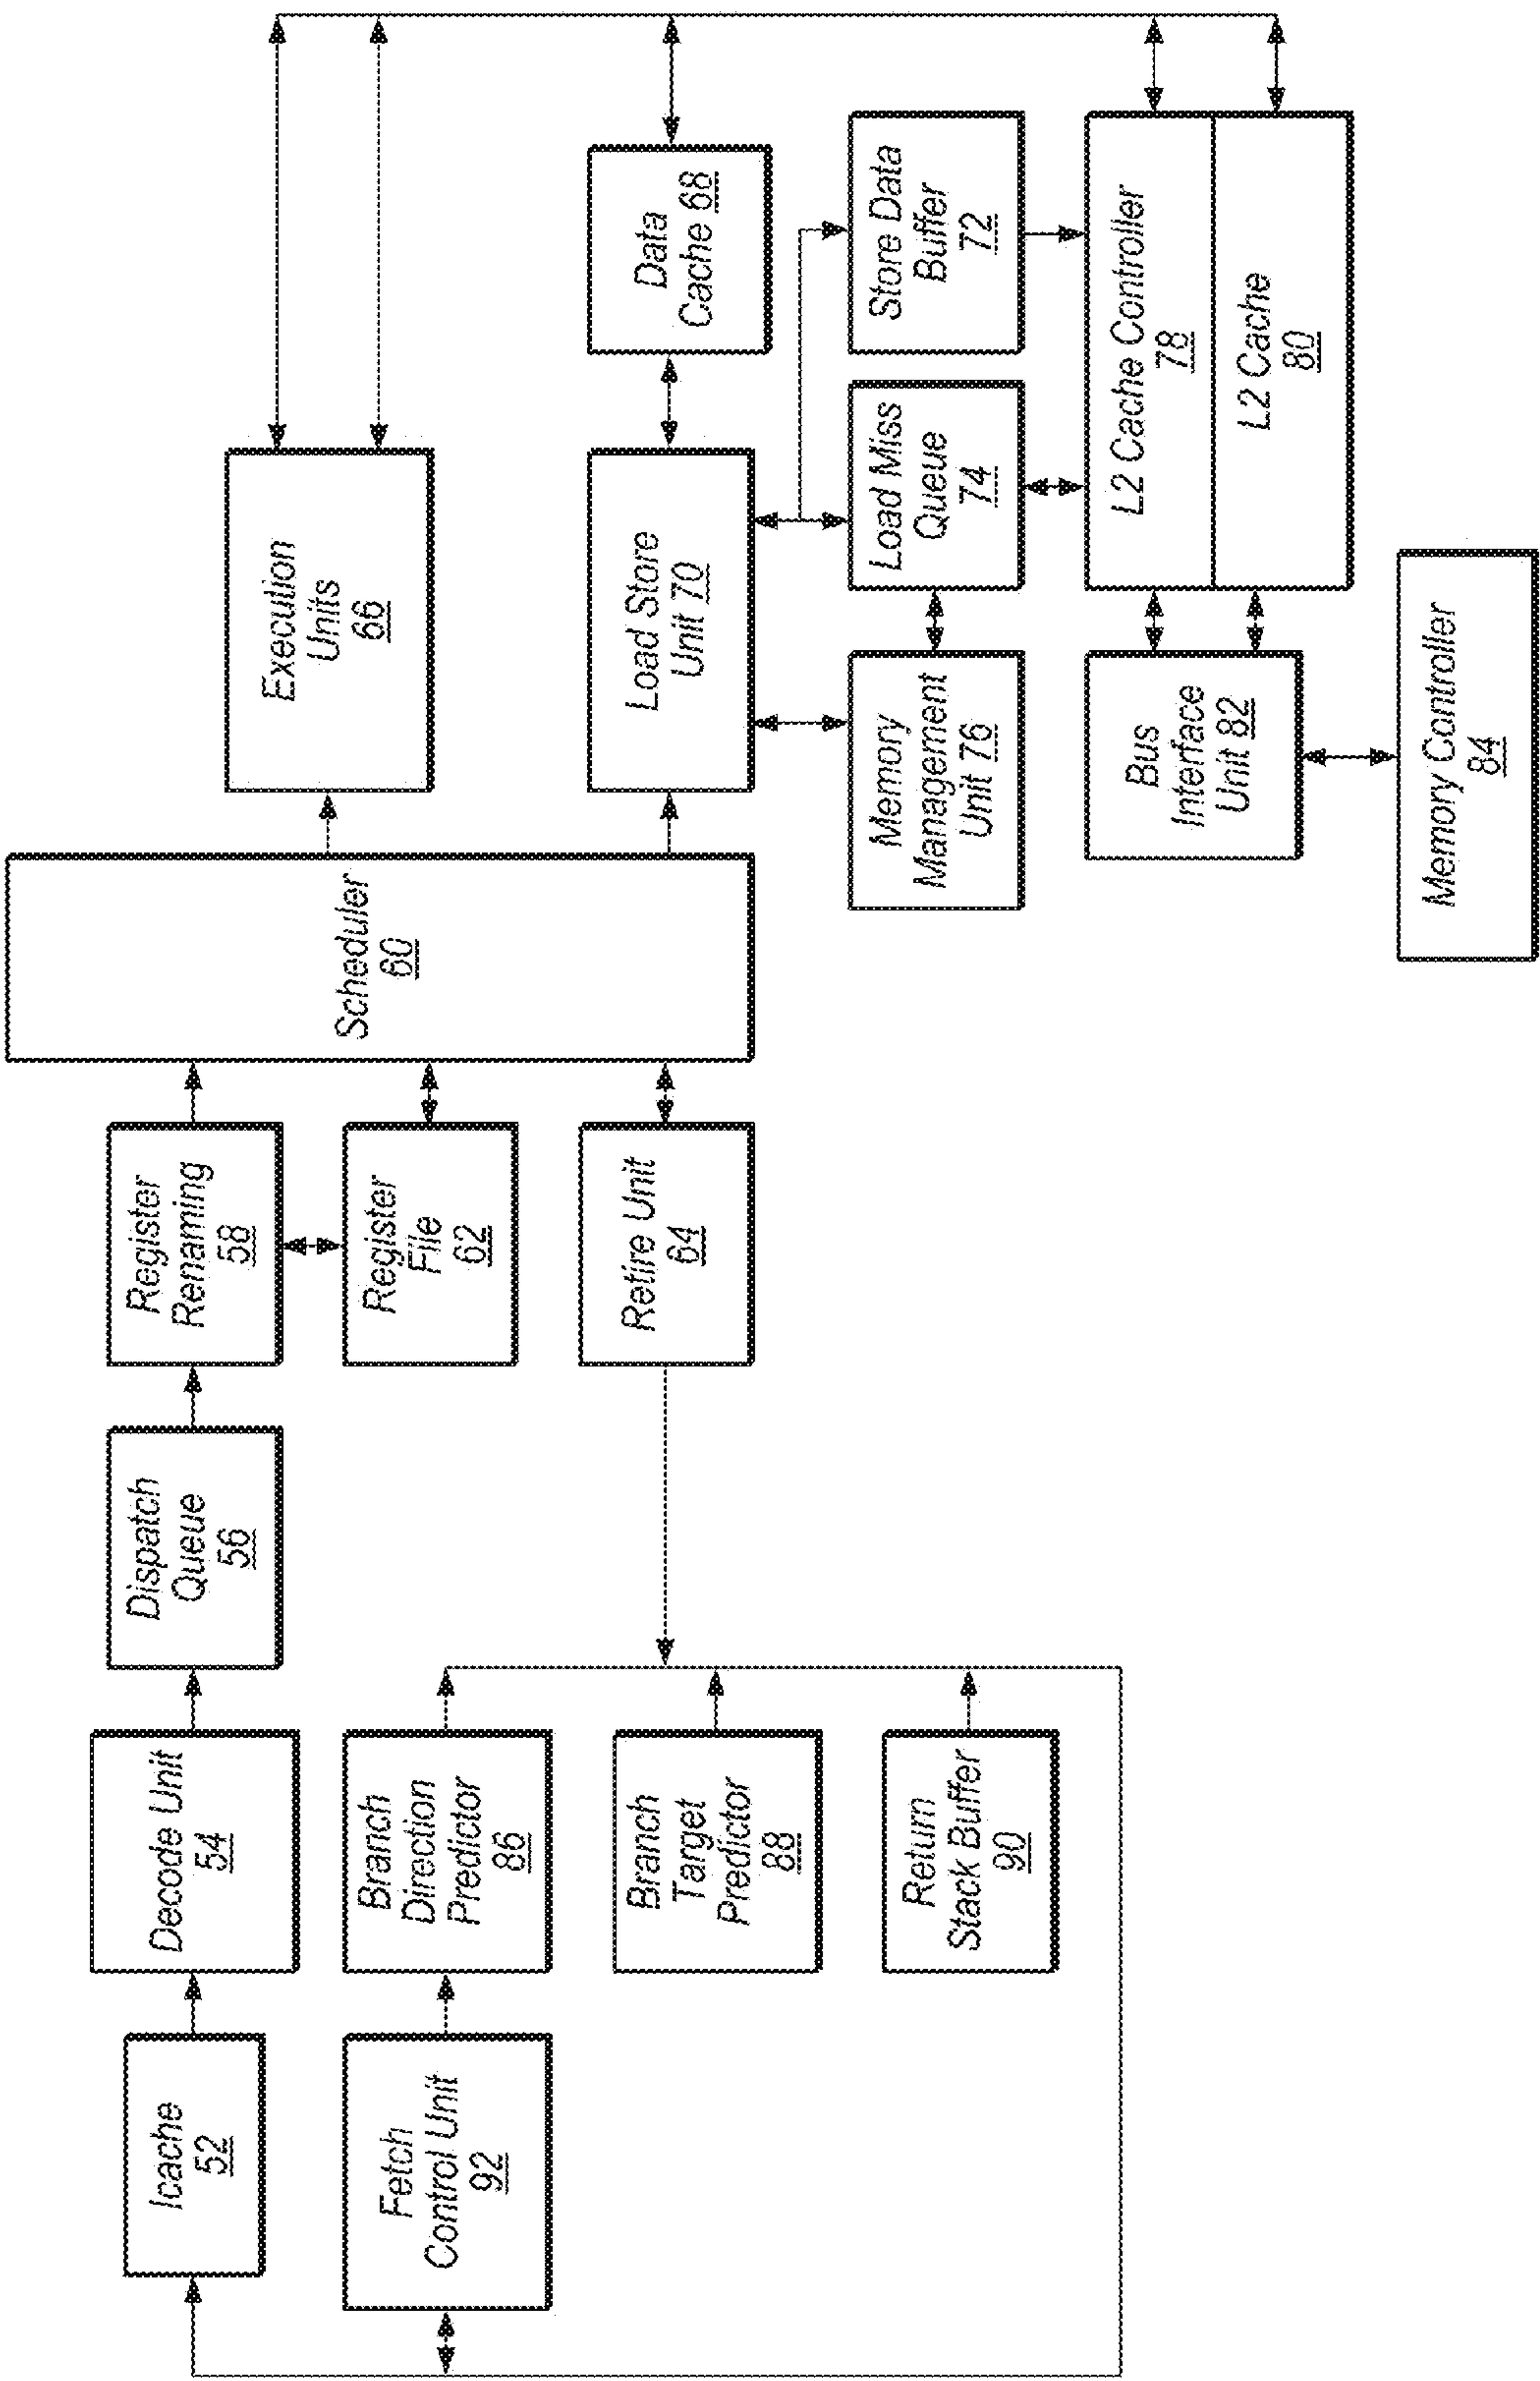 Icache
52
Decode Unit
54
Dispatch
Queue
56
Register
Renaming
58
Scheduler
60
Execution
Units
66
Fetch
Control Unit
92
Branch
Direction
Predictor
86
Register
File
62
Branch
Target
Predictor
88
Retire Unit
64
Load Store
Unit 70
Data
Cache 68
Return
Stack Buffer
90
Memory
Management
Unit 76
Load Miss
Queue
74
Store Data
Buffer
72
Bus
Interface
Unit 82
L2 Cache Controller
78
L2 Cache
80
Memory Controller
84